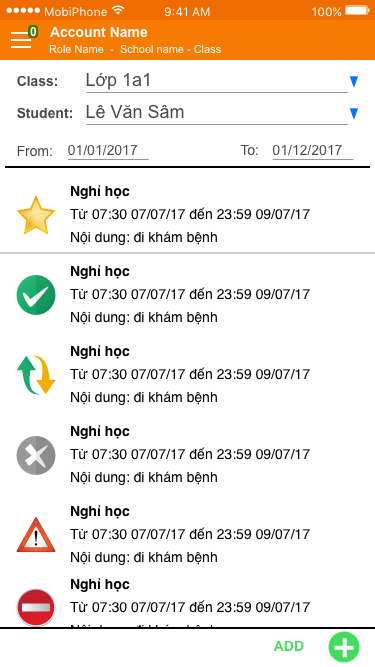 MobiPhone 9:41 AM 100%
0 Account Name
Role Name - School name - Class
Class: Lớp 1a1
Student: Lê Văn Sâm
From: 01/01/2017 To: 01/12/2017
Nghỉ học
Từ 07:30 07/07/17 đến 23:59 09/07/17
Nội dung: đi khám bệnh
Nghỉ học
Từ 07:30 07/07/17 đến 23:59 09/07/17
Nội dung: đi khám bệnh
Nghỉ học
Từ 07:30 07/07/17 đến 23:59 09/07/17
Nội dung: đi khám bệnh
Nghỉ học
Từ 07:30 07/07/17 đến 23:59 09/07/17
Nội dung: đi khám bệnh
Nghỉ học
Từ 07:30 07/07/17 đến 23:59 09/07/17
Nội dung: đi khám bệnh
Nghỉ học
Từ 07:30 07/07/17 đến 23:59 09/07/17
ADD